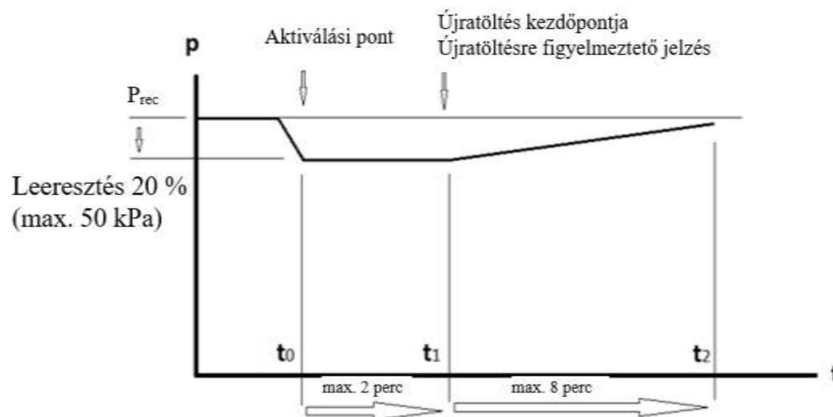 Aktiválási pont
Újratöltés kezdőpontja
Újratöltésre figyelmeztető jelzés
p
Prec
Leeresztés 20 %
(max. 50 kPa)
t0
t1
t2
t
max. 2 perc
max. 8 perc